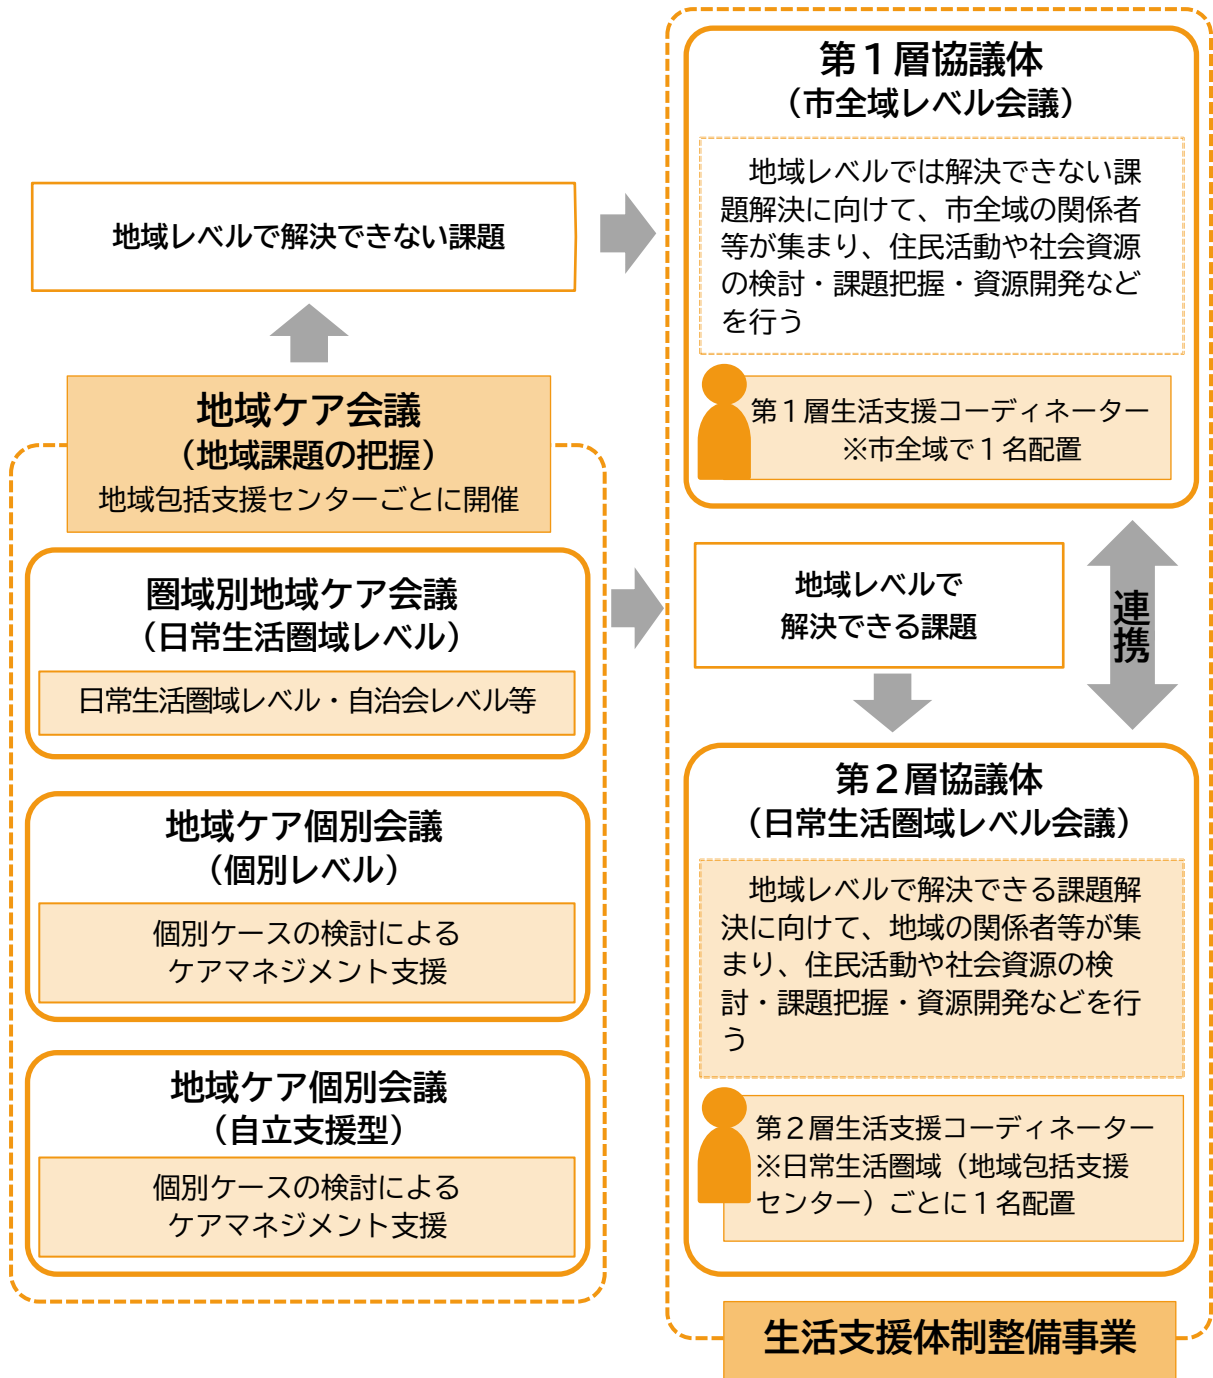 地域レベルで解決できない課題
地域ケア会議
（地域課題の把握）
地域包括支援センターごとに開催
圏域別地域ケア会議
（日常生活圏域レベル）
日常生活圏域レベル・自治会レベル等
地域ケア個別会議
（個別レベル）
個別ケースの検討による
ケアマネジメント支援
地域ケア個別会議
（自立支援型）
個別ケースの検討による
ケアマネジメント支援
第１層協議体
（市全域レベル会議）
地域レベルでは解決できない課
題解決に向けて、市全域の関係者
等が集まり、住民活動や社会資源
の検討・課題把握・資源開発など
を行う
第１層生活支援コーディネーター
※市全域で１名配置
地域レベルで
解決できる課題
連携
第２層協議体
（日常生活圏域レベル会議）
地域レベルで解決できる課題解
決に向けて、地域の関係者等が集
まり、住民活動や社会資源の検
討・課題把握・資源開発などを行
う
第２層生活支援コーディネーター
※日常生活圏域（地域包括支援
センター）ごとに１名配置
生活支援体制整備事業